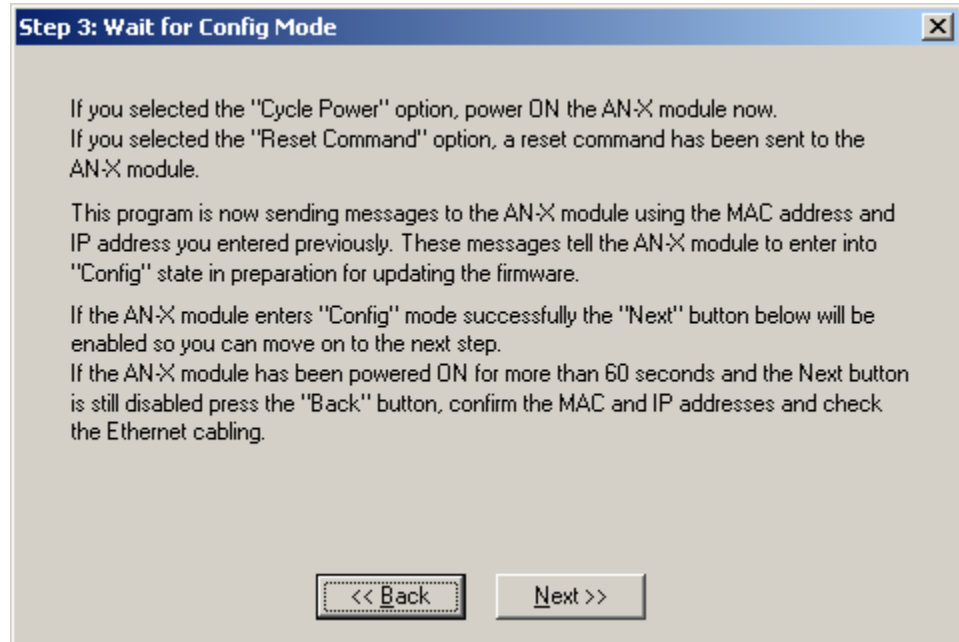 Step 3: Wait for Config Mode
If you selected the "Cycle Power" option, power ON the AN-X module now.
If you selected the "Reset Command" option, a reset command has been sent to the
AN-X module.
This program is now sending messages to the AN-X module using the MAC address and
IP address you entered previously. These messages tell the AN-X module to enter into
"Config" state in preparation for updating the firmware.
If the AN-X module enters "Config" mode successfully the "Next" button below will be
enabled so you can move on to the next step.
If the AN-X module has been powered ON for more than 60 seconds and the Next button
is still disabled press the "Back" button, confirm the MAC and IP addresses and check
the Ethernet cabling.
<< Back Next >>